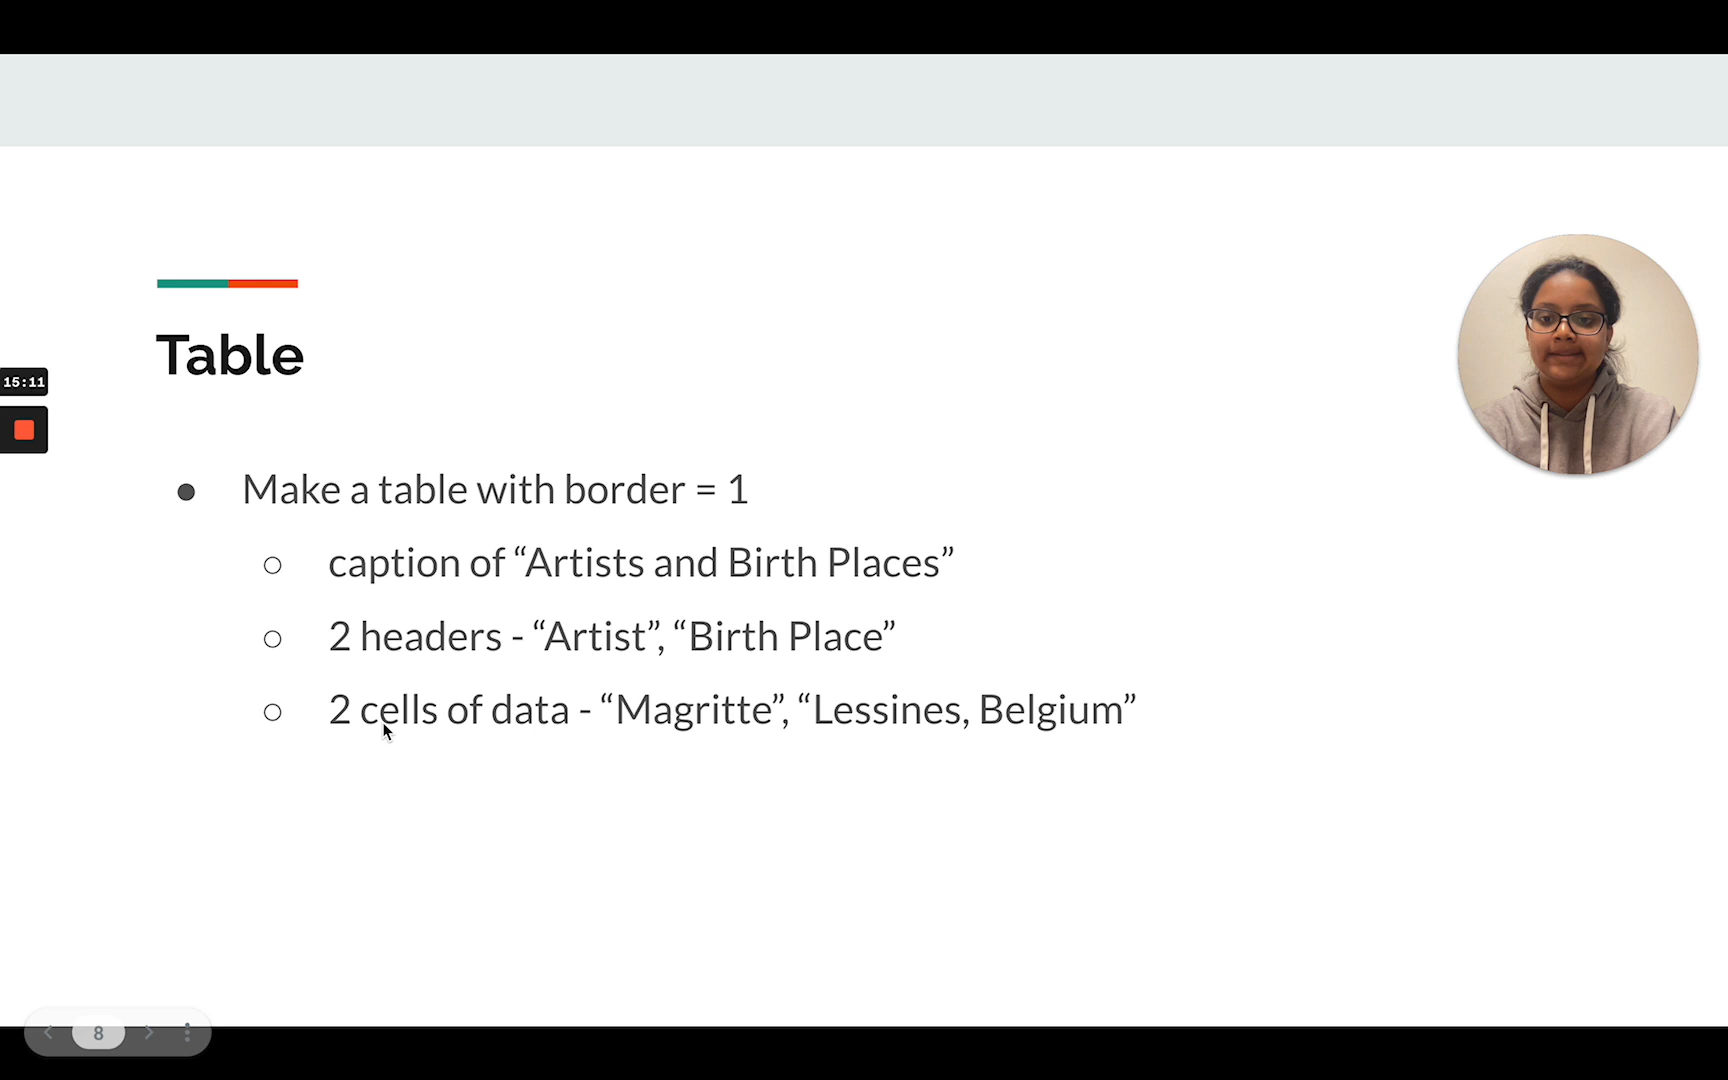 Table
15:11
● Make a table with border = 1
○ caption of “Artists and Birth Places”
○ 2 headers - “Artist”, “Birth Place”
○ 2 cells of data - “Magritte”, “Lessines, Belgium”
8